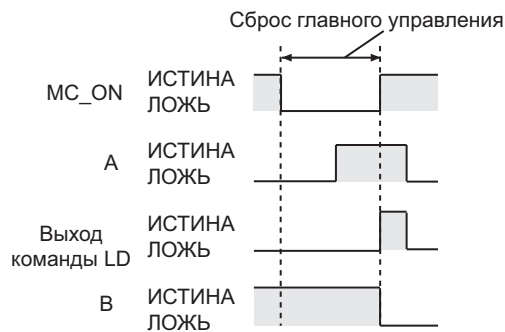 Сброс главного управления
MC_ON
ИСТИНА
ЛОЖЬ
A
ИСТИНА
ЛОЖЬ
Выход
команды LD
ИСТИНА
ЛОЖЬ
B
ИСТИНА
ЛОЖЬ